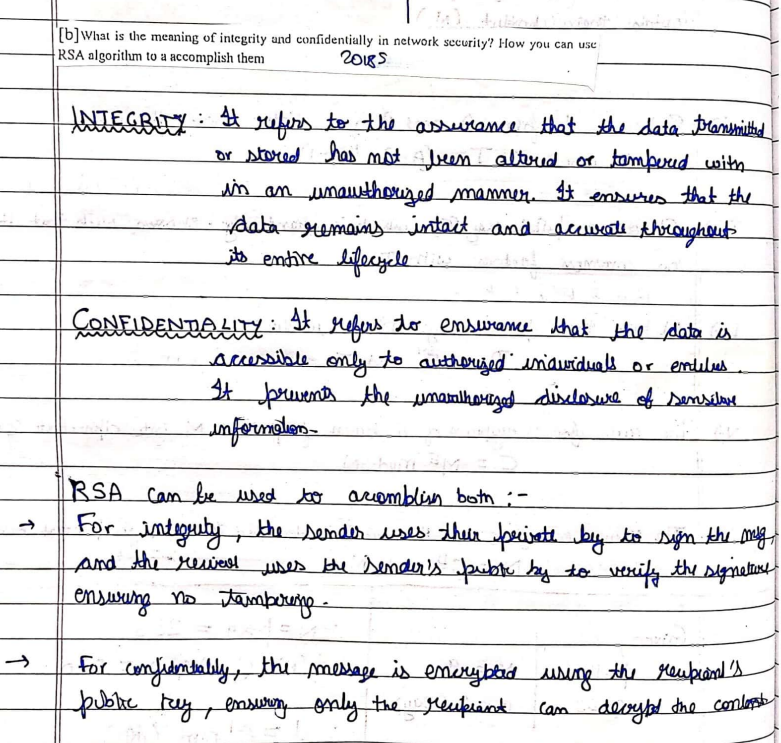 [b] What is the meaning of integrity and confidentially in network security? How you can use
RSA algorithm to a accomplish them
2018S
INTEGRITY : It refers to the assurance that the data transmitted
or stored has not been altered or tampered with
in an unauthorized manner. It ensures that the
data remains intact and accurate throughout
its entire lifecycle.
CONFIDENTIALITY : It refers to ensurance that the data is
accessible only to authorized individuals or entities.
It prevents the unauthorized disclosure of sensitive
information-
RSA can be used to accomblish both :-
→ For integrity, the sender uses their private key to sign the msg,
and the uses the sender's public key to verify the signature
ensuring no tampering.
→ For confidentiality, the message is encrypted using the recipient's
public key, ensuring only the recipient can decrypt the content